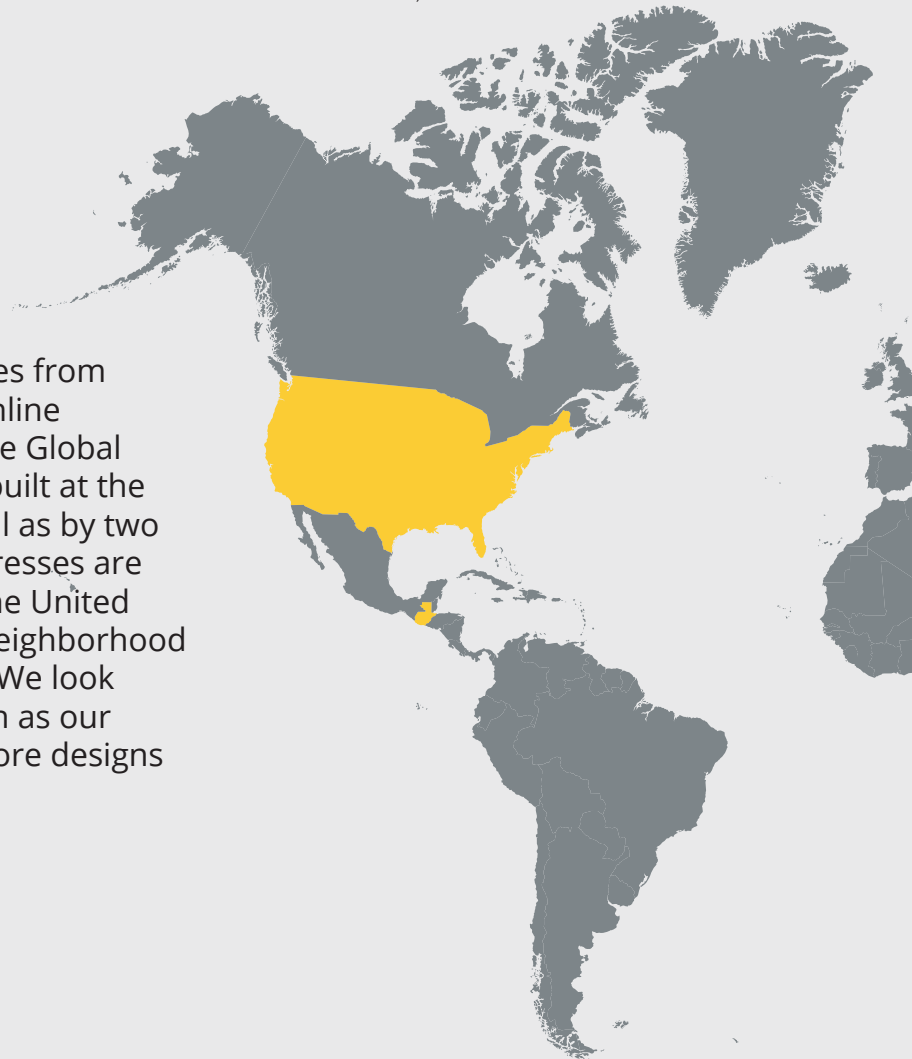 es from
nline
e Global
built at the
l as by two
resses are
he United
eighborhood
We look
n as our
ore designs